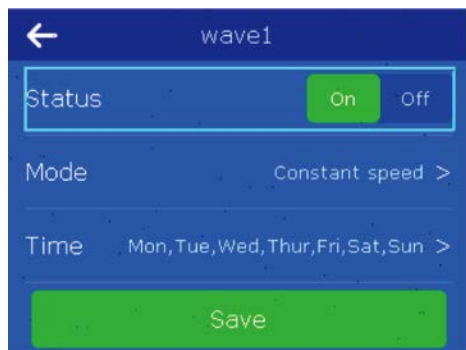 wave1
Status On Off
Mode Constant speed >
Time Mon,Tue,Wed,Thur,Fri,Sat,Sun >
Save